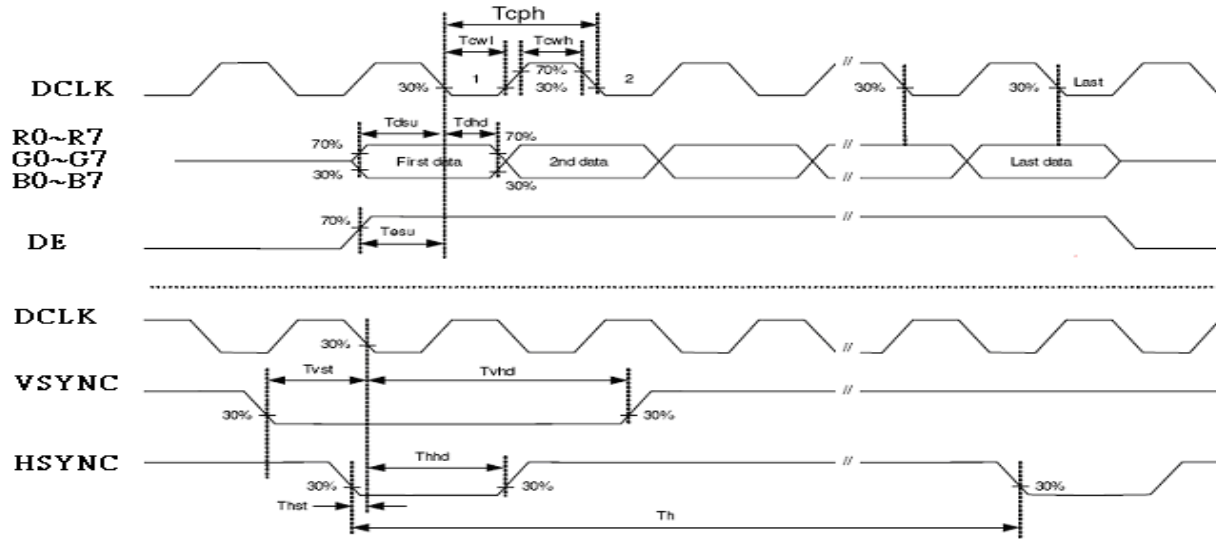 Tcph
Tcwl Tcwh
DCLK 30% 1 70% 30% 2 // 30% 30% Last
Tdsu Tdhd
R0~R7 70% 70%
G0~G7 First data 2nd data // Last data
B0~B7 30% 30%
70%
DE Tesu //
DCLK 30% //
Tvst Tvhd
VSYNC 30% 30% //
HSYNC Thhd //
30% 30% 30%
Thst
Th